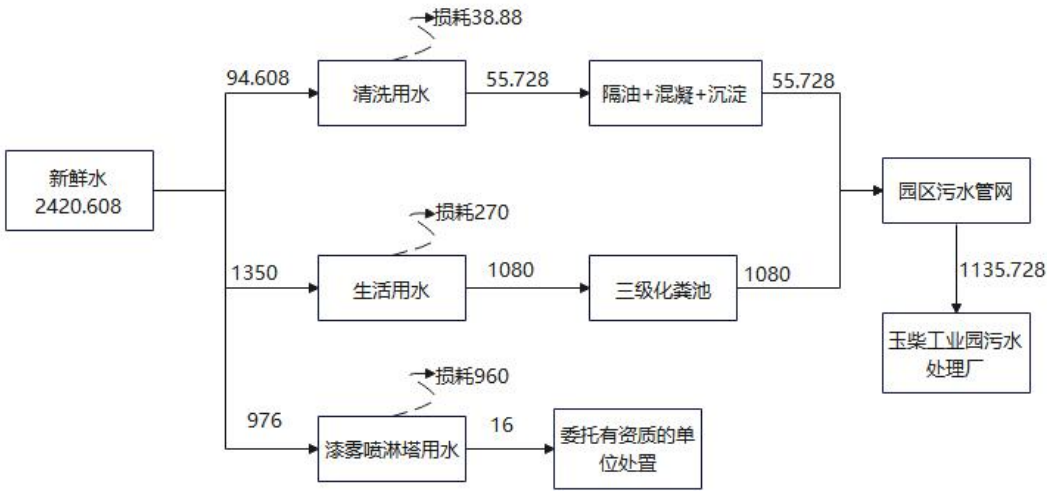 损耗38.88
94.608
清洗用水
55.728
隔油+混凝+沉淀
55.728
新鲜水
2420.608
园区污水管网
损耗270
1350
生活用水
1080
三级化粪池
1080
1135.728
玉柴工业园污水
处理厂
损耗960
976
漆雾喷淋塔用水
16
委托有资质的单
位处置